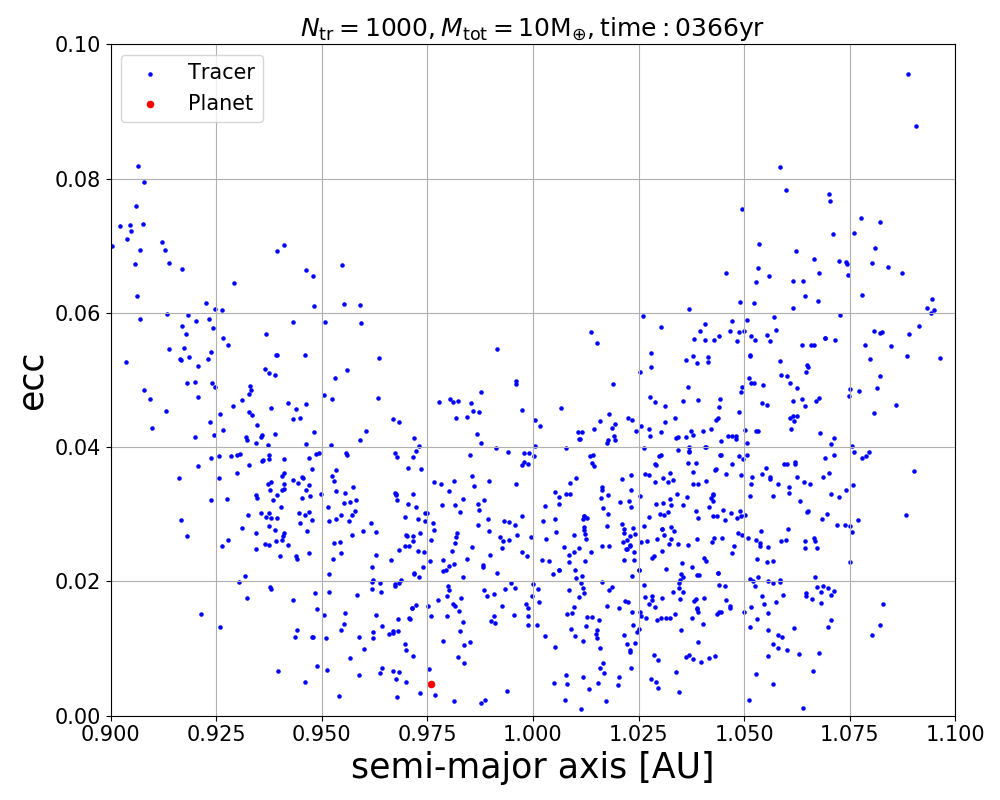 N_tr = 1000, M_tot = 10M_⊕, time : 0366yr
Tracer
Planet
0.10
0.08
0.06
0.04
0.02
0.00
ecc
0.900 0.925 0.950 0.975 1.000 1.025 1.050 1.075 1.100
semi-major axis [AU]